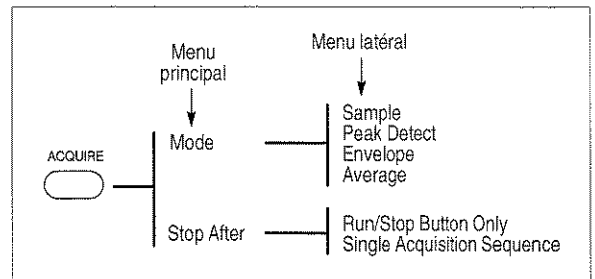 Menu
principal
Menu latéral
ACQUIRE
Mode
Sample
Peak Detect
Envelope
Average
Stop After
Run/Stop Button Only
Single Acquisition Sequence